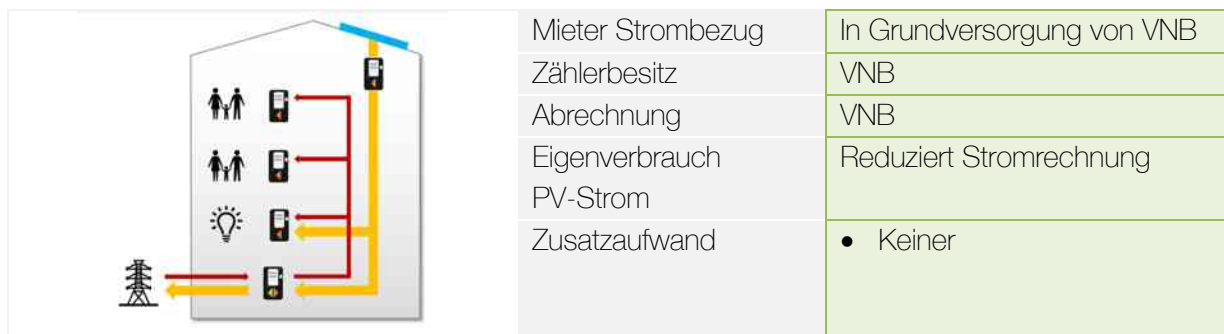 Mieter Strombezug In Grundversorgung von VNB
Zählerbesitz VNB
Abrechnung VNB
Eigenverbrauch Reduziert Stromrechnung
PV-Strom
Zusatzaufwand • Keiner